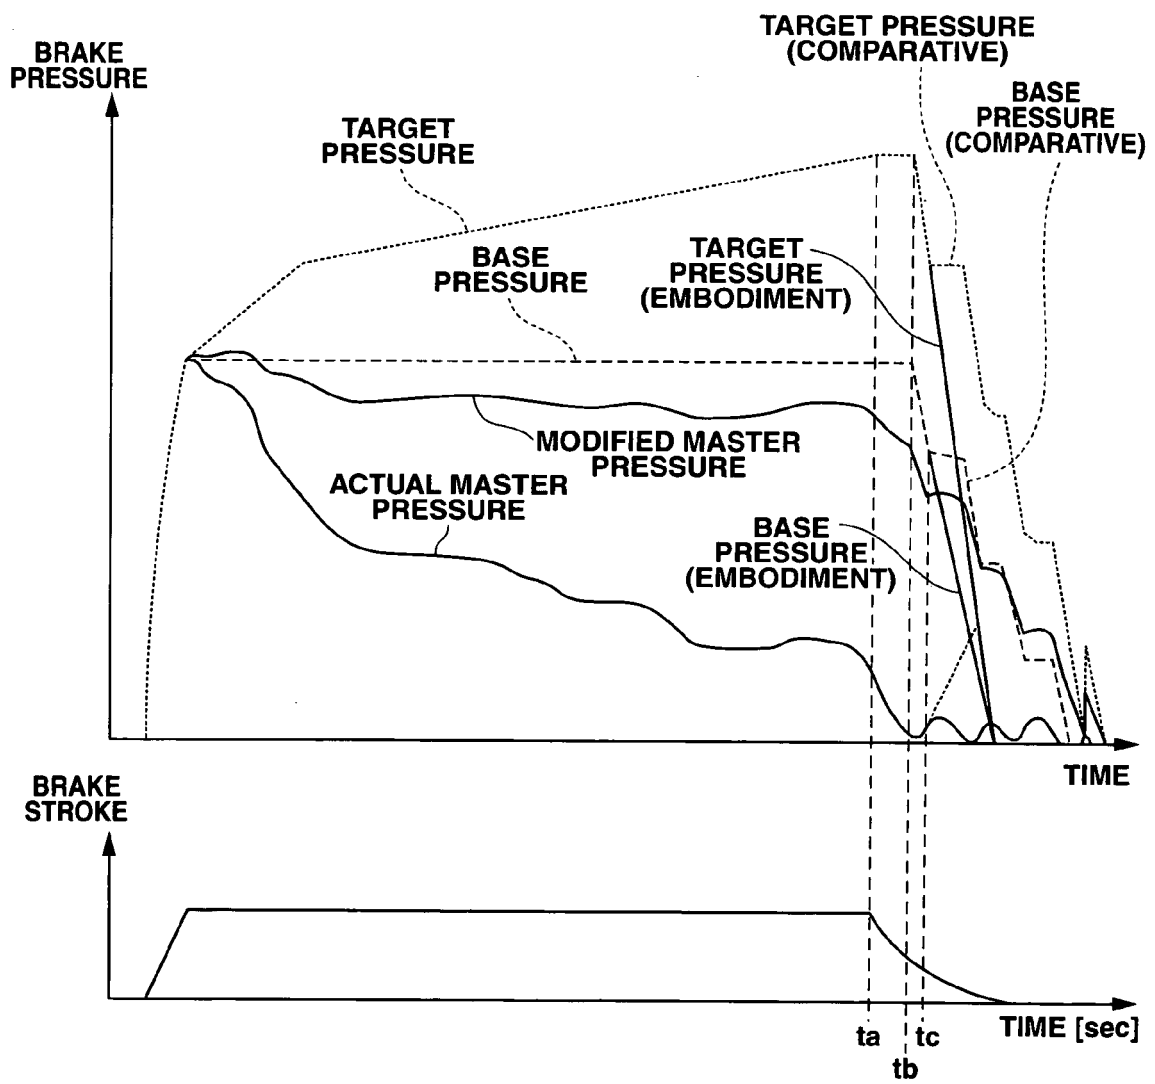 TARGET PRESSURE
(COMPARATIVE)
BRAKE
PRESSURE
BASE
PRESSURE
(COMPARATIVE)
TARGET
PRESSURE
BASE
PRESSURE
TARGET
PRESSURE
(EMBODIMENT)
MODIFIED MASTER
PRESSURE
ACTUAL MASTER
PRESSURE
BASE
PRESSURE
(EMBODIMENT)
TIME
BRAKE
STROKE
TIME [sec]
ta
tc
tb